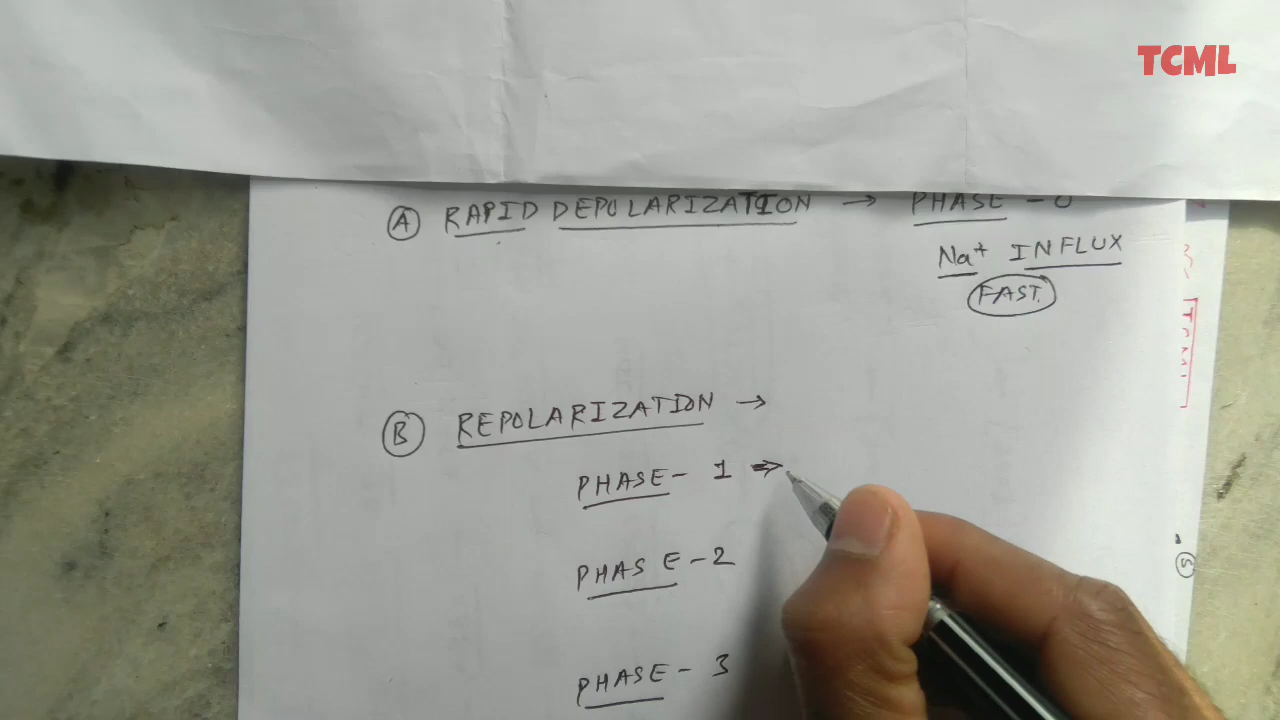 TCML
Ⓐ RAPID DEPOLARIZATION → PHASE - 0
Na⁺ INFLUX
FAST.
Ⓑ REPOLARIZATION →
PHASE - 1 →
PHASE - 2
PHASE - 3